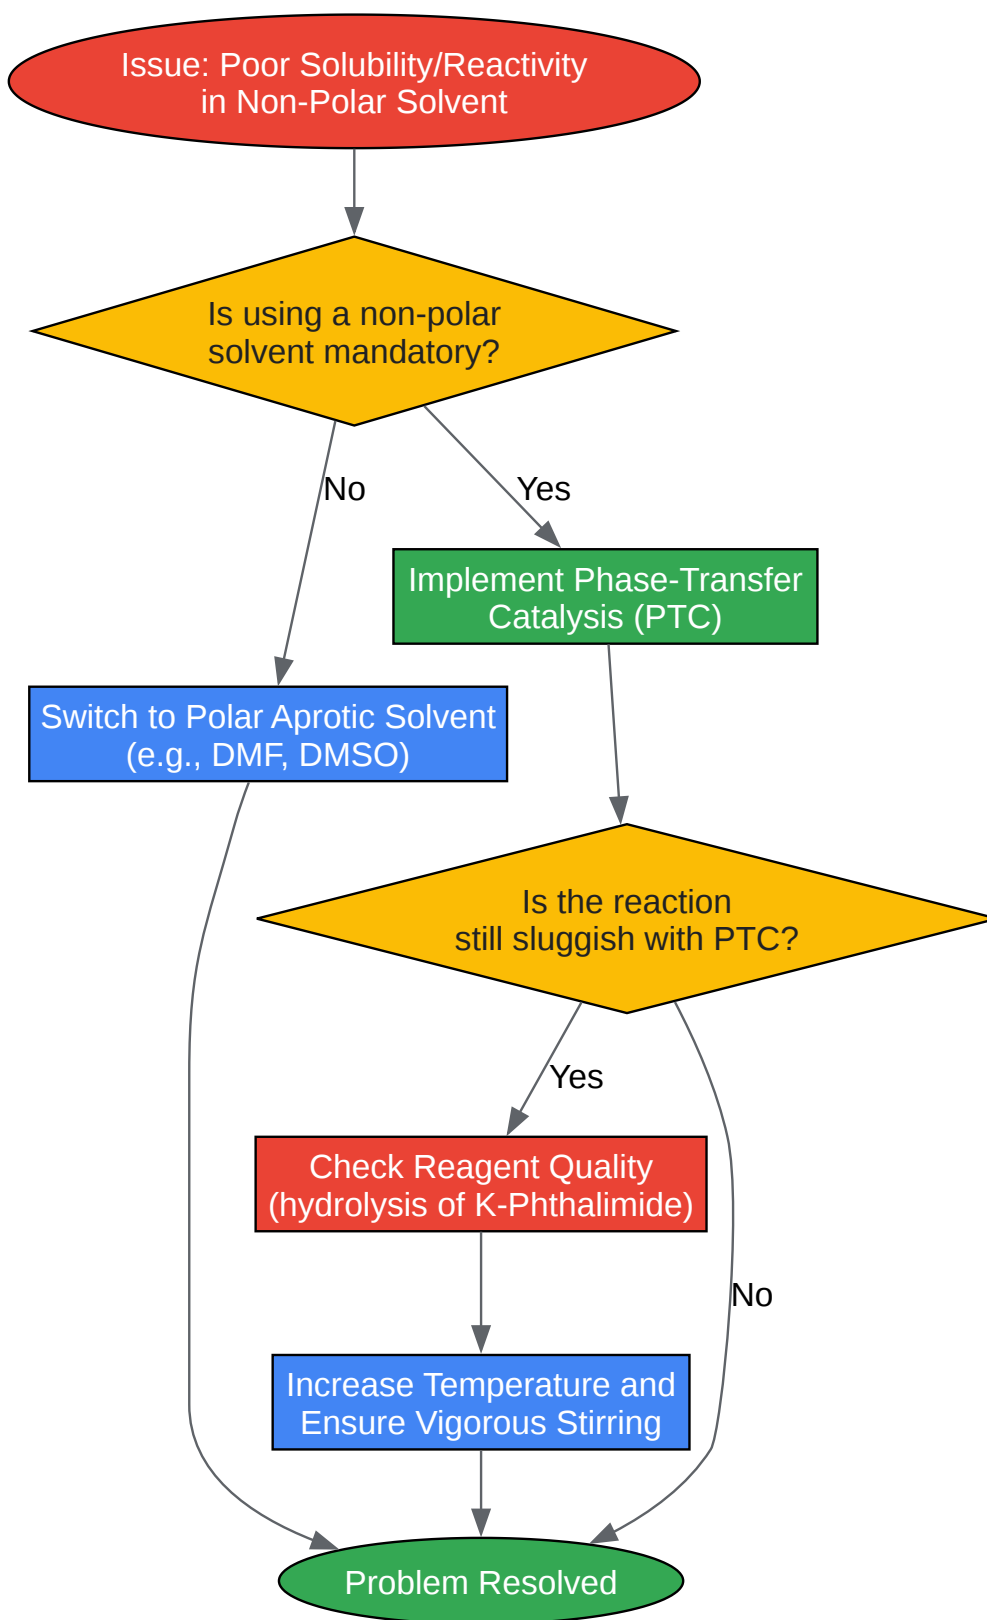 Issue: Poor Solubility/Reactivity
in Non-Polar Solvent
Is using a non-polar
solvent mandatory?
No
Yes
Implement Phase-Transfer
Catalysis (PTC)
Switch to Polar Aprotic Solvent
(e.g., DMF, DMSO)
Is the reaction
still sluggish with PTC?
Yes
Check Reagent Quality
(hydrolysis of K-Phthalimide)
No
Increase Temperature and
Ensure Vigorous Stirring
Problem Resolved